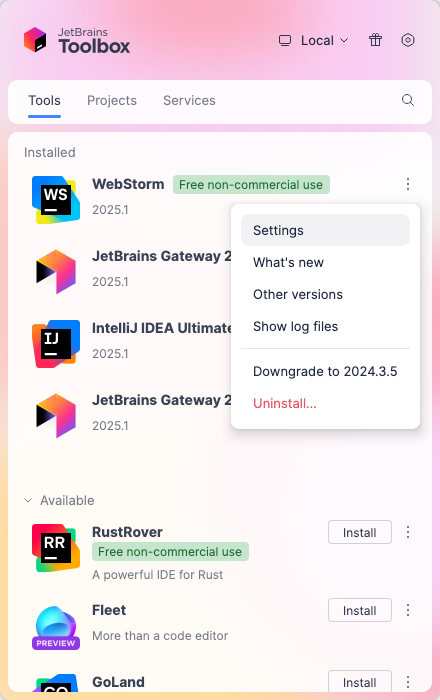 JetBrains
Toolbox
Local
Tools Projects Services
Installed
WS
WebStorm Free non-commercial use
2025.1
Settings
What's new
Other versions
Show log files
Downgrade to 2024.3.5
Uninstall...
JetBrains Gateway 2
2025.1
IJ
IntelliJ IDEA Ultimate
2025.1
JetBrains Gateway 2
2025.1
Available
RR
RustRover Install
Free non-commercial use
A powerful IDE for Rust
PREVIEW
Fleet Install
More than a code editor
GO
GoLand Install